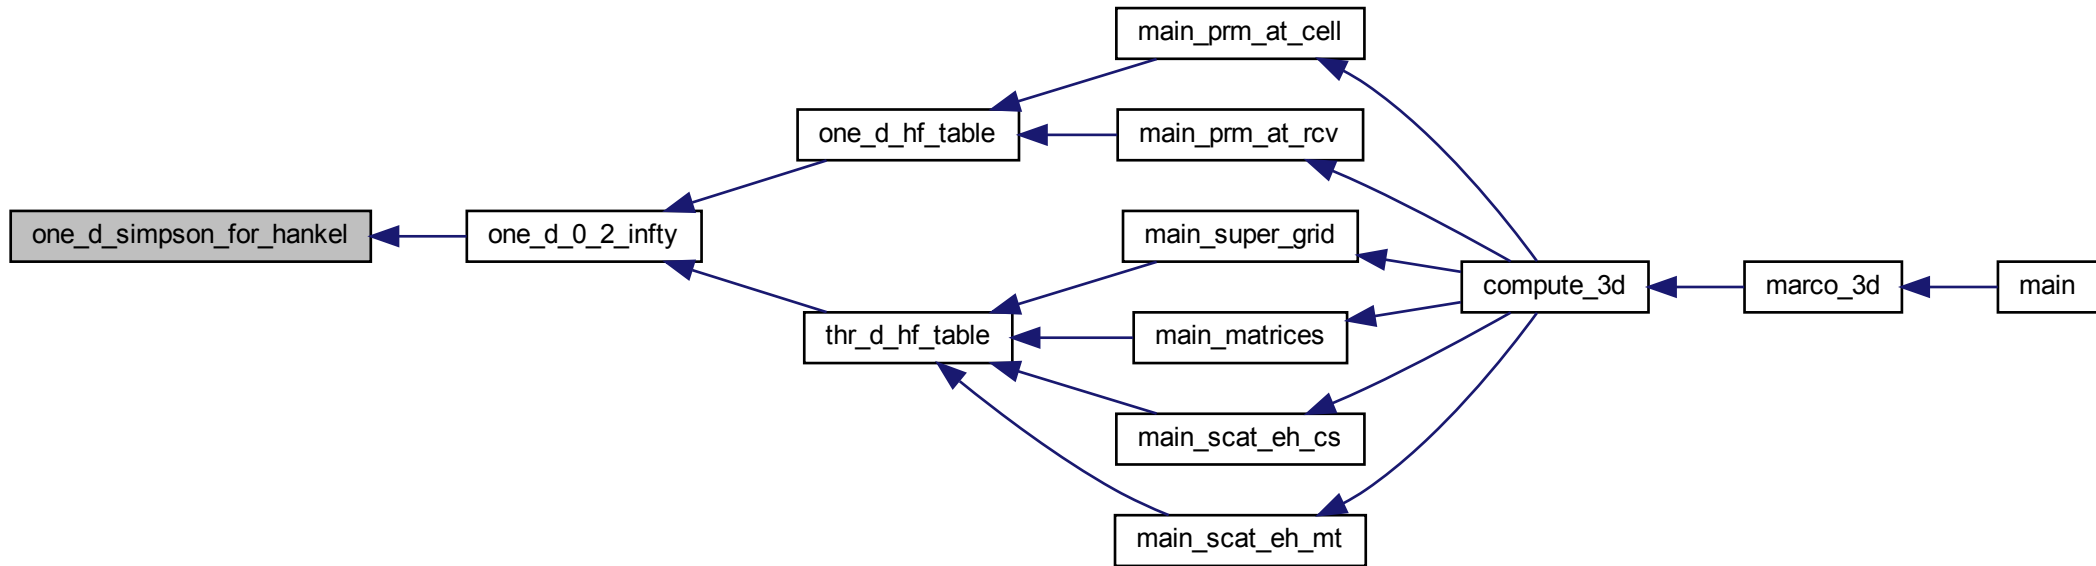 main_prm_at_cell
one_d_hf_table
main_prm_at_rcv
one_d_simpson_for_hankel
one_d_0_2_infty
main_super_grid
compute_3d
marco_3d
main
thr_d_hf_table
main_matrices
main_scat_eh_cs
main_scat_eh_mt